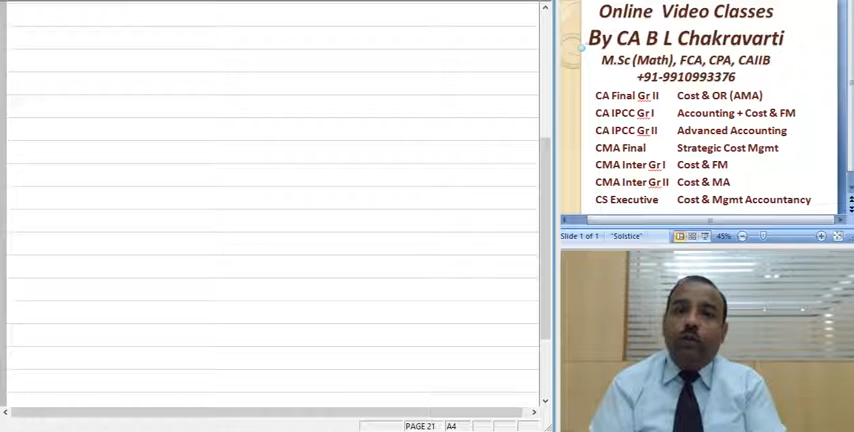 Online Video Classes
By CA B L Chakravarti
M.Sc (Math), FCA, CPA, CAIIB
+91-9910993376
CA Final Gr II Cost & OR (AMA)
CA IPCC Gr I Accounting + Cost & FM
CA IPCC Gr II Advanced Accounting
CMA Final Strategic Cost Mgmt
CMA Inter Gr I Cost & FM
CMA Inter Gr II Cost & MA
CS Executive Cost & Mgmt Accountancy
Slide 1 of 1 "Solstice" 45%
PAGE 21 A4